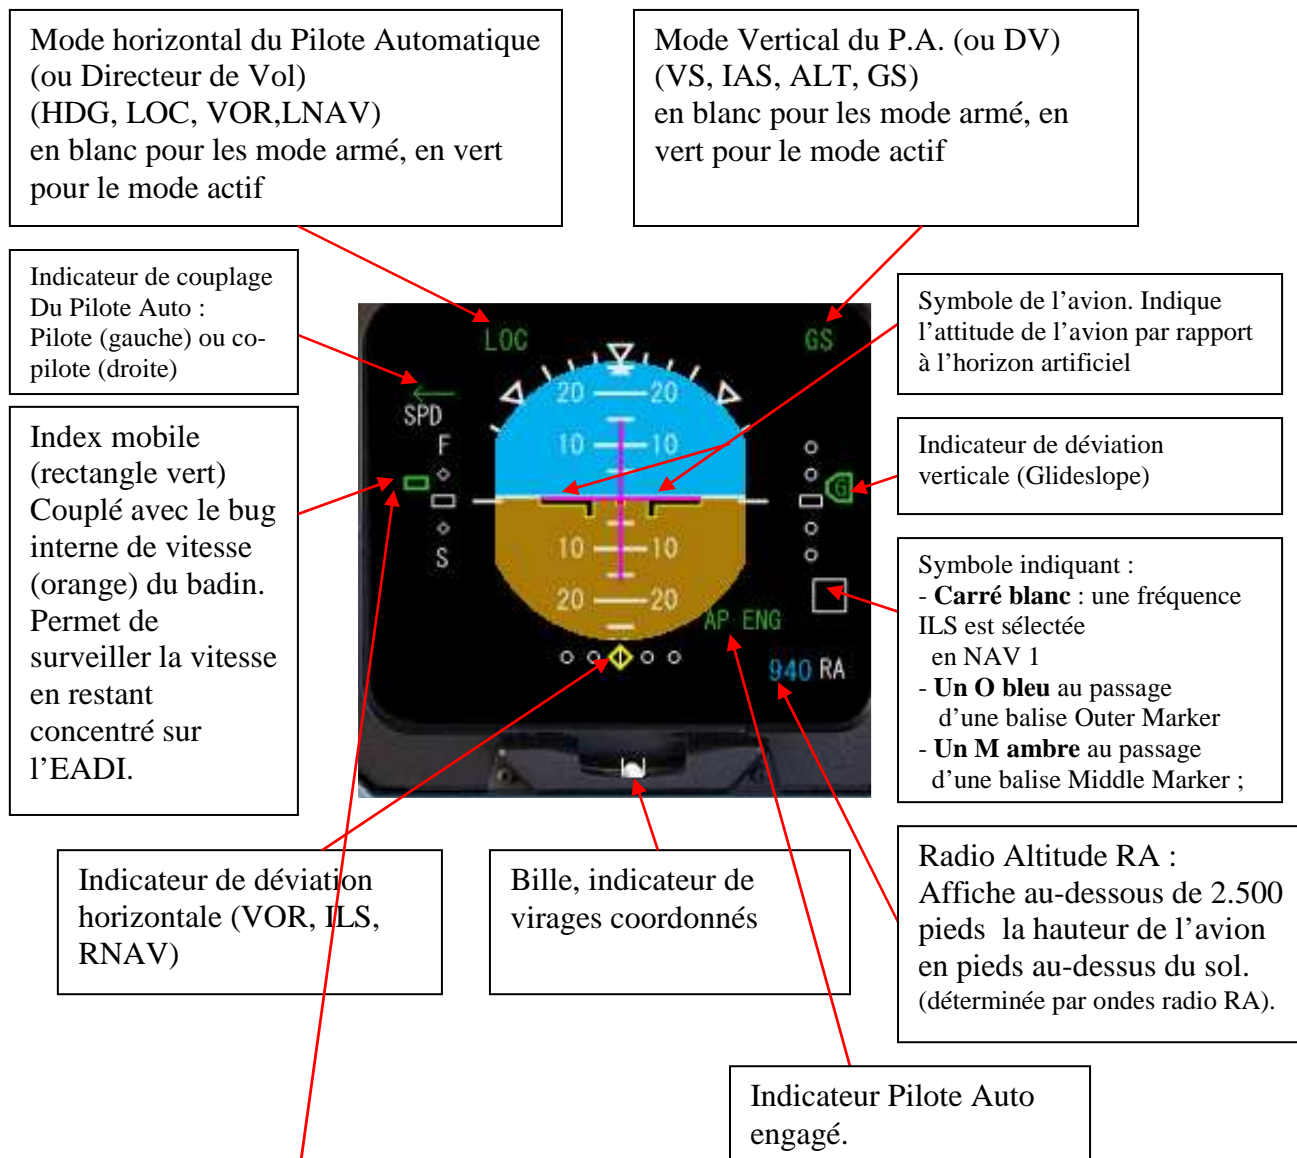 Mode horizontal du Pilote Automatique
(ou Directeur de Vol)
(HDG, LOC, VOR,LNAV)
en blanc pour les mode armé, en vert
pour le mode actif
Mode Vertical du P.A. (ou DV)
(VS, IAS, ALT, GS)
en blanc pour les mode armé, en
vert pour le mode actif
Indicateur de couplage
Du Pilote Auto :
Pilote (gauche) ou co-
pilote (droite)
Symbole de l’avion. Indique
l’attitude de l’avion par rapport
à l’horizon artificiel
Index mobile
(rectangle vert)
Couplé avec le bug
interne de vitesse
(orange) du badin.
Permet de
surveiller la vitesse
en restant
concentré sur
l’EADI.
LOC
GS
20 20
SPD
F
10 10
G
S
10 10
20 20
AP ENG
940 RA
Indicateur de déviation
verticale (Glideslope)
Symbole indiquant :
- Carré blanc : une fréquence
ILS est sélectée
en NAV 1
- Un O bleu au passage
d’une balise Outer Marker
- Un M ambre au passage
d’une balise Middle Marker ;
Indicateur de déviation
horizontale (VOR, ILS,
RNAV)
Bille, indicateur de
virages coordonnés
Radio Altitude RA :
Affiche au-dessous de 2.500
pieds la hauteur de l’avion
en pieds au-dessus du sol.
(déterminée par ondes radio RA).
Indicateur Pilote Auto
engagé.